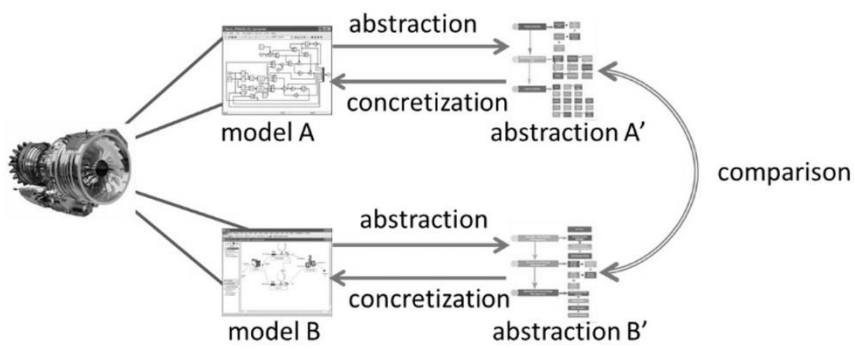 abstraction
concretization
model A
abstraction A’
comparison
abstraction
concretization
model B
abstraction B’